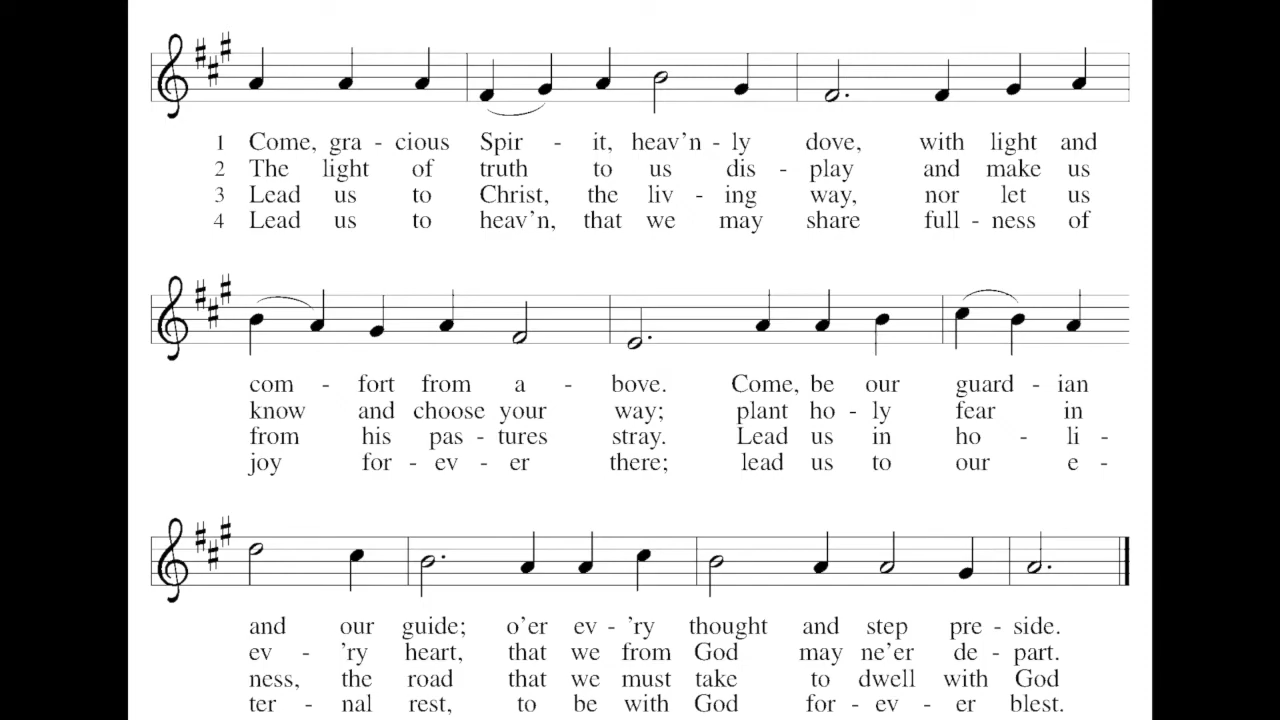 1 Come, gra - cious Spir - it, heav’n - ly dove, with light and
2 The light of truth to us dis - play and make us
3 Lead us to Christ, the liv - ing way, nor let us
4 Lead us to heav’n, that we may share full - ness of
com - fort from a - bove. Come, be our guard - ian
know and choose your way; plant ho - ly fear in
from his pas - tures stray. Lead us in ho - li -
joy for - ev - er there; lead us to our e -
and our guide; o’er ev - ’ry thought and step pre - side.
ev - ’ry heart, that we from God may ne’er de - part.
ness, the road that we must take to dwell with God
ter - nal rest, to be with God for - ev - er blest.